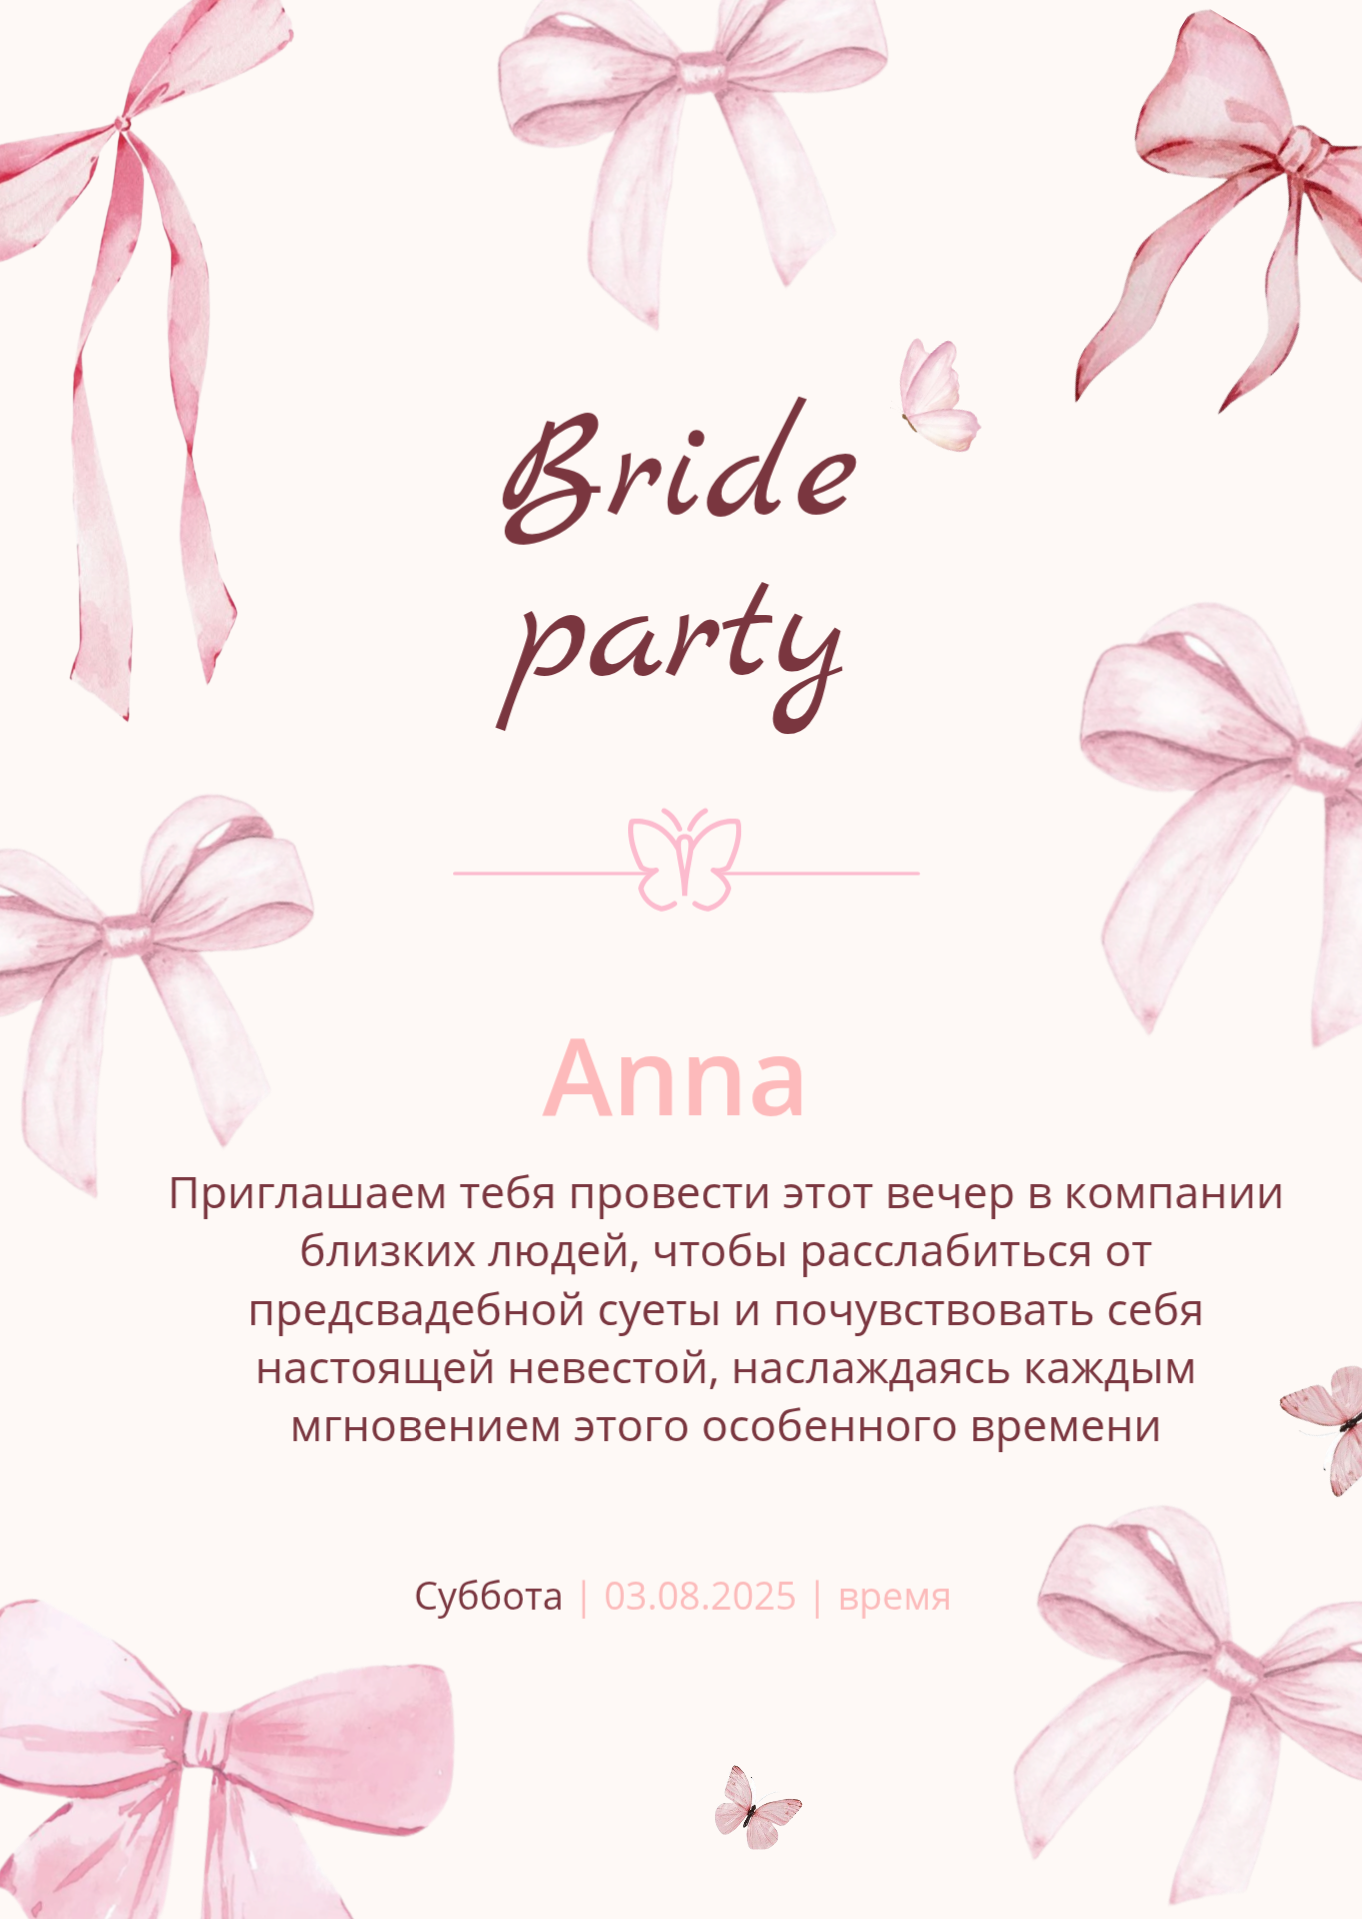 Bride
party
Anna
Приглашаем тебя провести этот вечер в компании
близких людей, чтобы расслабиться от
предсвадебной суеты и почувствовать себя
настоящей невестой, наслаждаясь каждым
мгновением этого особенного времени
Суббота | 03.08.2025 | время